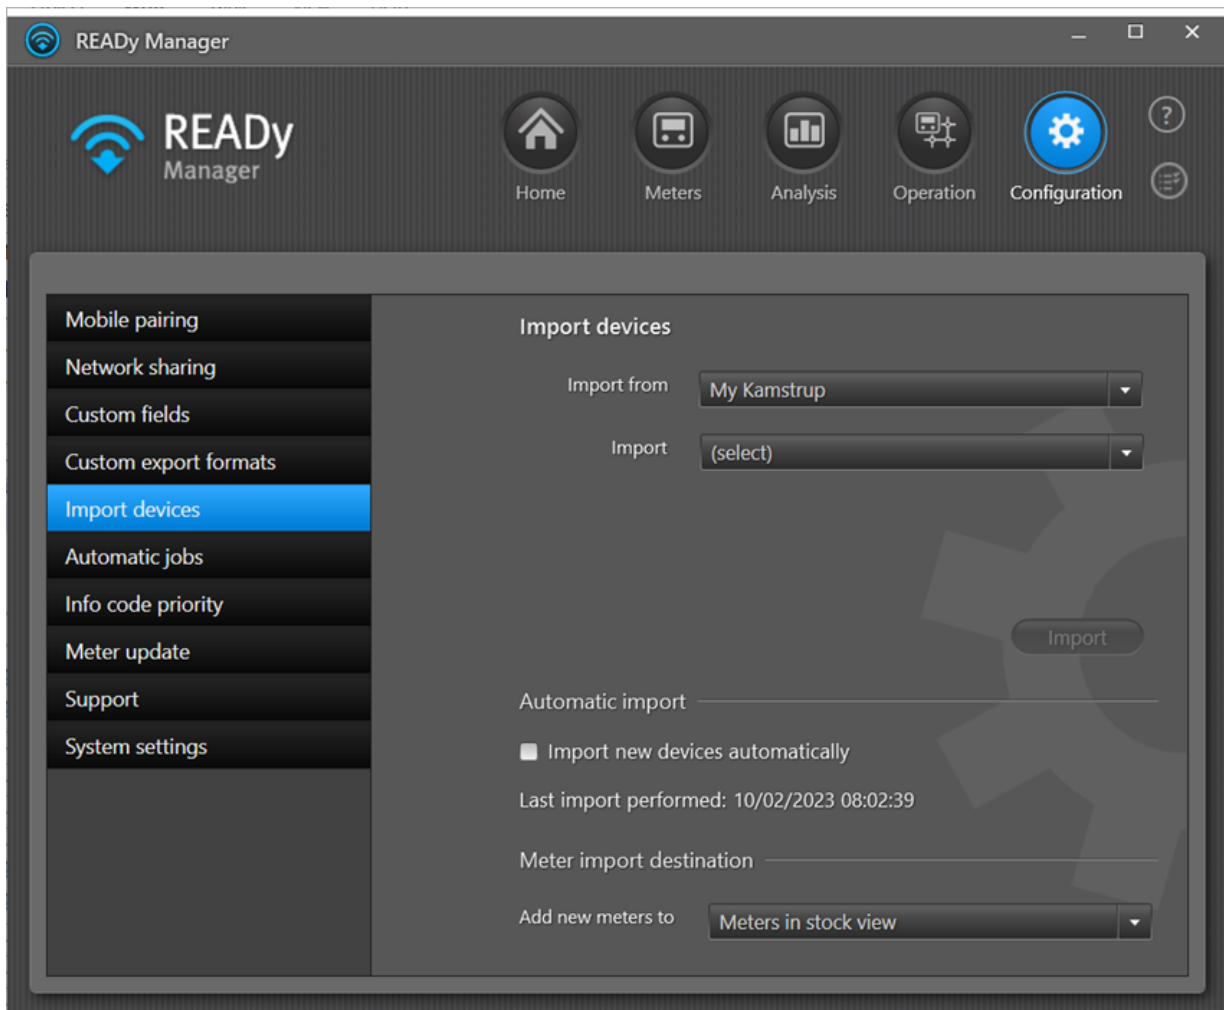 READy Manager
READy
Manager
Home
Meters
Analysis
Operation
Configuration
?
Mobile pairing
Network sharing
Custom fields
Custom export formats
Import devices
Automatic jobs
Info code priority
Meter update
Support
System settings
Import devices
Import from My Kamstrup
Import (select)
Import
Automatic import
Import new devices automatically
Last import performed: 10/02/2023 08:02:39
Meter import destination
Add new meters to Meters in stock view